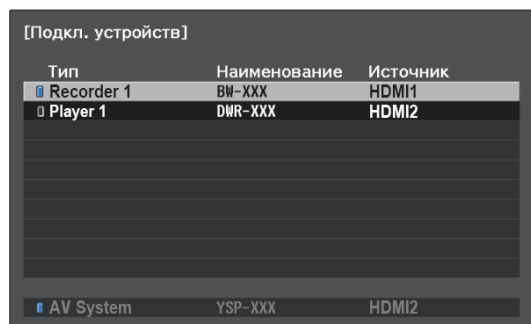 [Подкл. устройств]
Тип Наименование Источник
Recorder 1 BW-XXX HDMI1
Player 1 DWR-XXX HDMI2
AV System YSP-XXX HDMI2